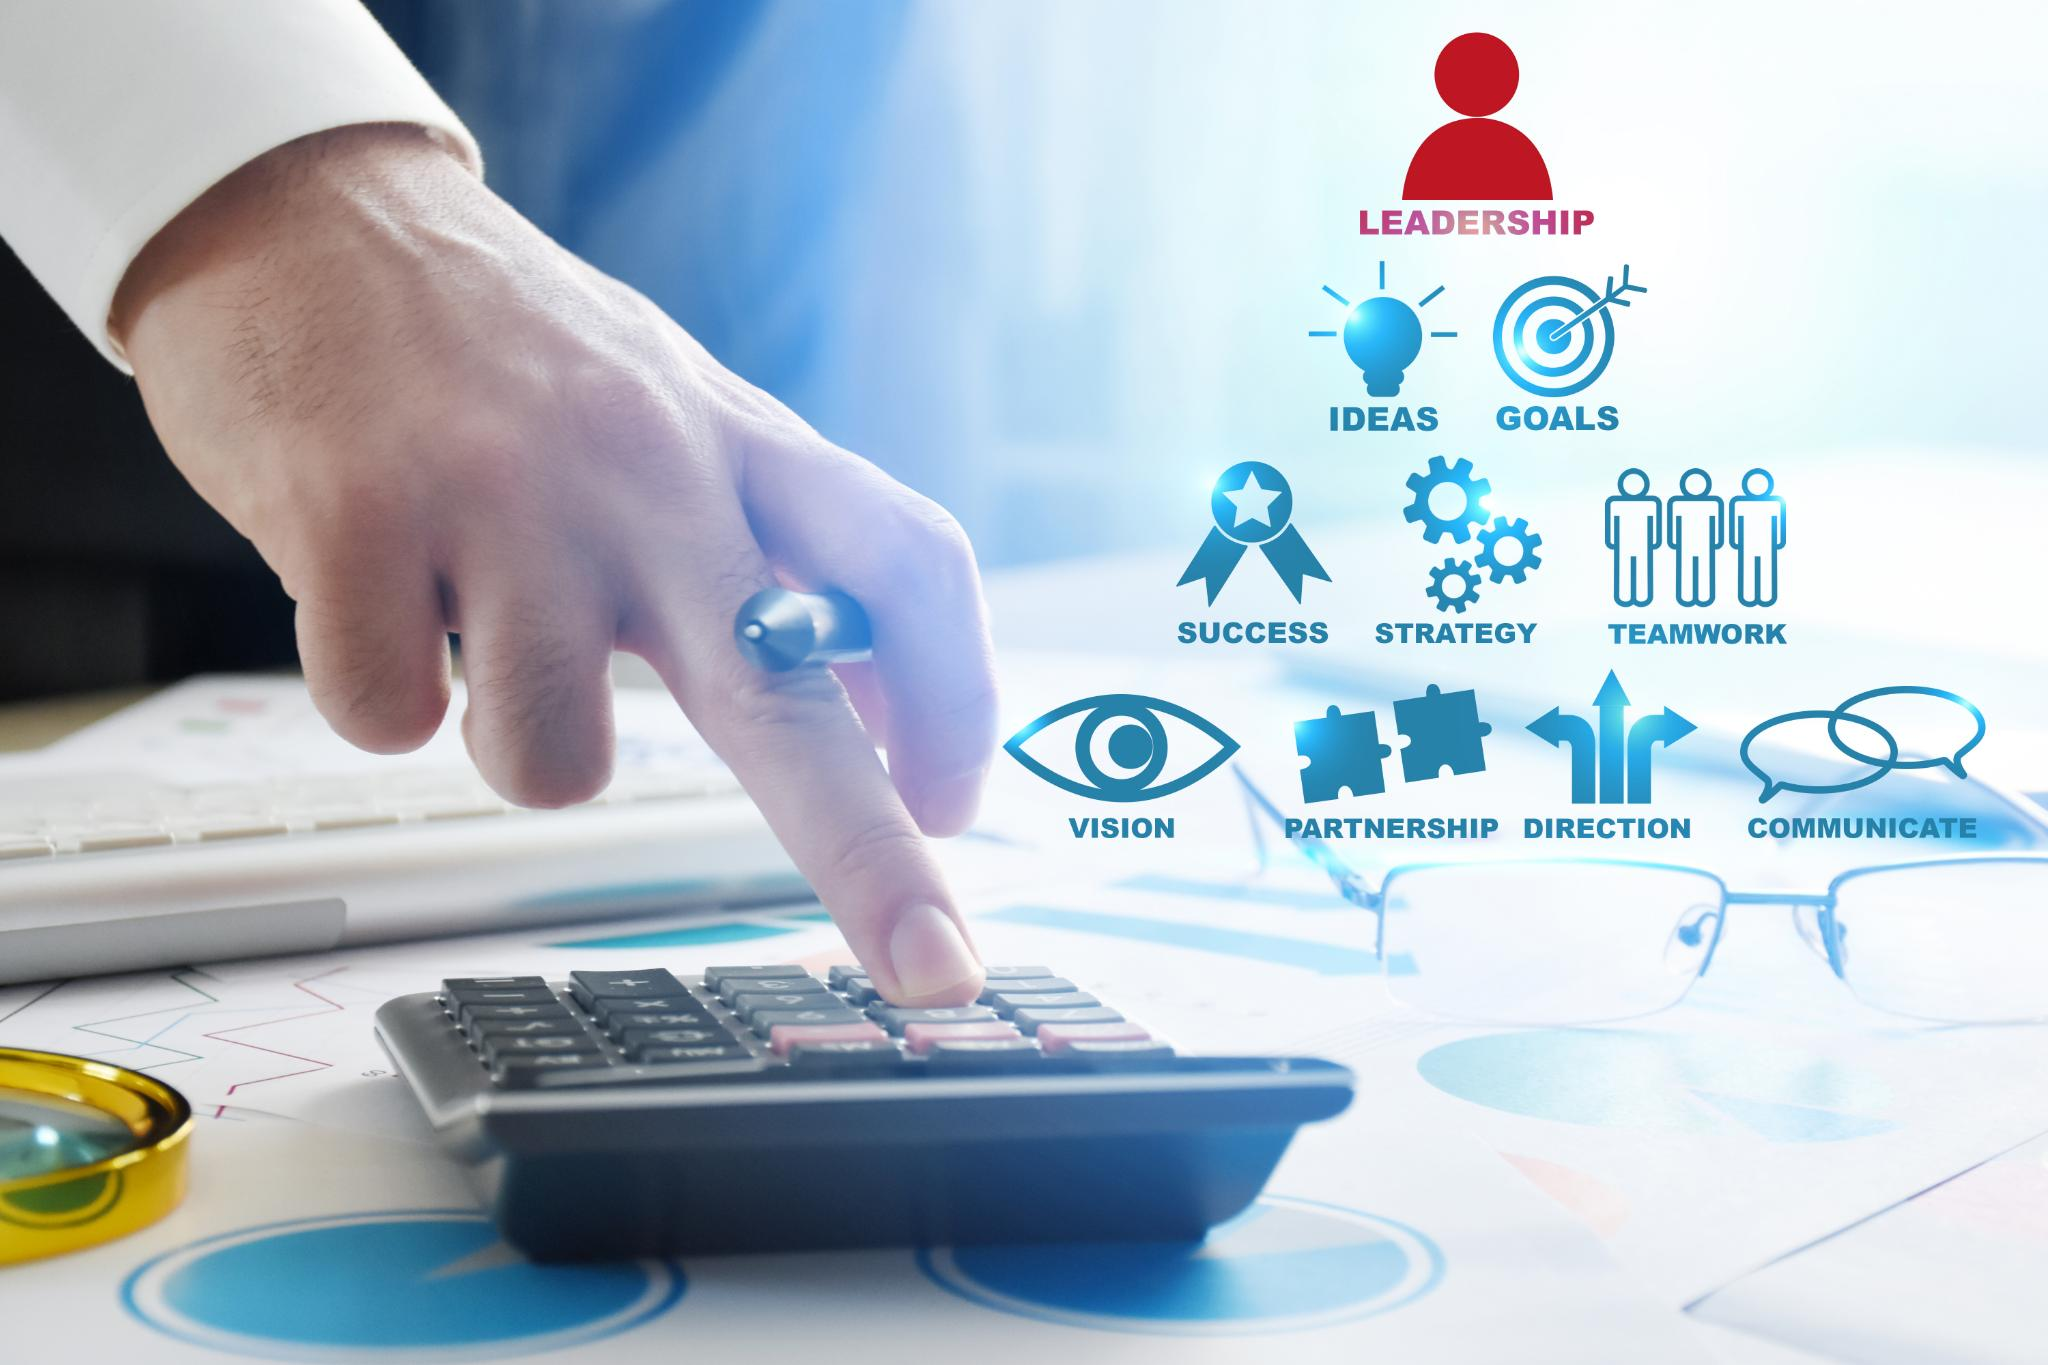 LEADERSHIP
IDEAS GOALS
SUCCESS STRATEGY TEAMWORK
VISION PARTNERSHIP DIRECTION COMMUNICATE